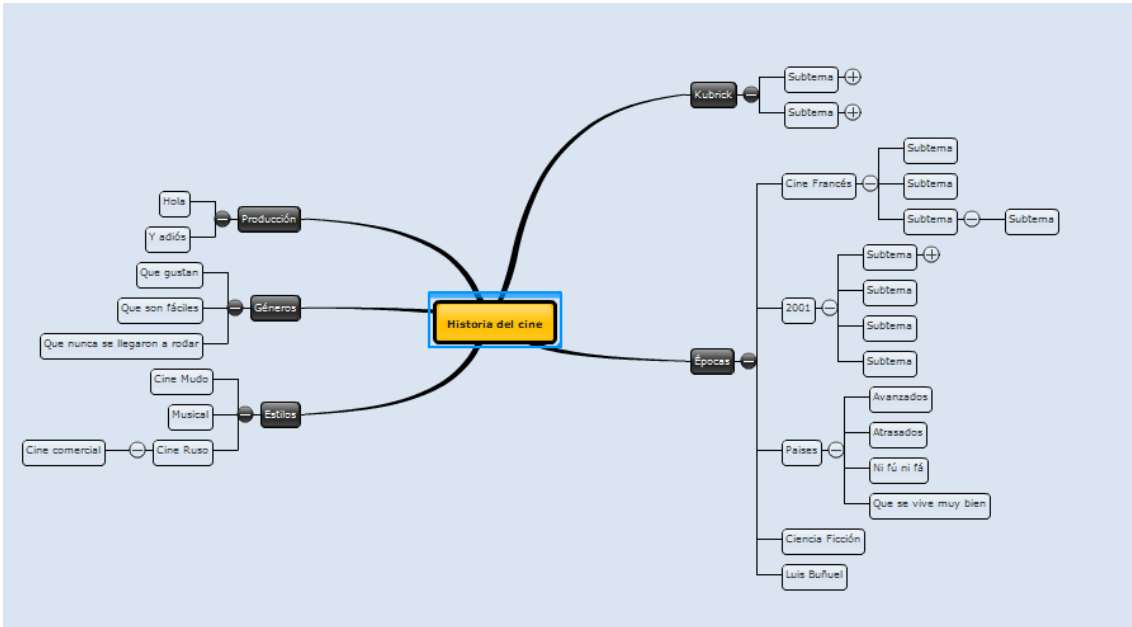 Historia del cine
Kubrick
Subtema
Subtema
Épocas
Cine Francés
Subtema
Subtema
Subtema
Subtema
2001
Subtema
Subtema
Subtema
Subtema
Paises
Avanzados
Atrasados
Ni fú ni fá
Que se vive muy bien
Ciencia Ficción
Luis Buñuel
Producción
Hola
Y adiós
Géneros
Que gustan
Que son fáciles
Que nunca se llegaron a rodar
Estilos
Cine Mudo
Musical
Cine Ruso
Cine comercial